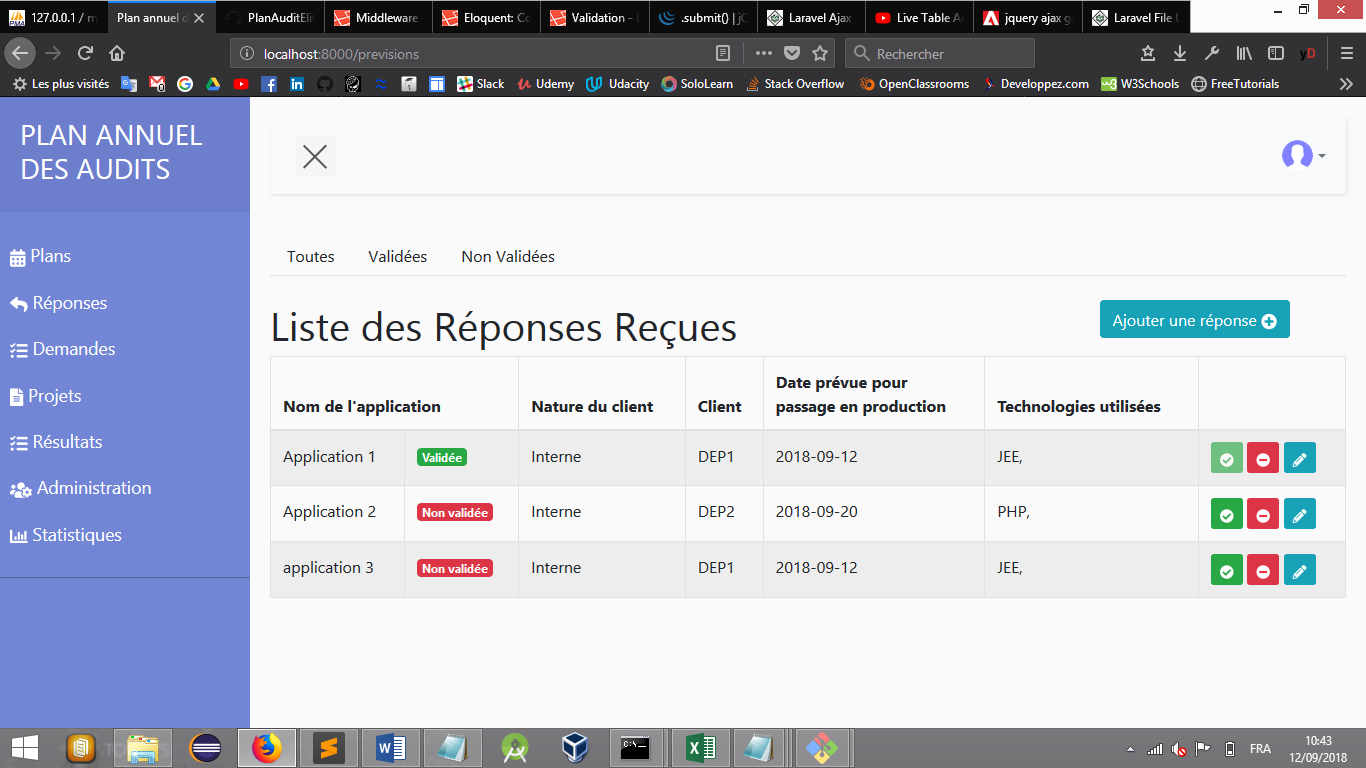 127.0.0.1 / m
Plan annuel d
PlanAuditElit
Middleware
Eloquent: Co
Validation - L
.submit() | jQ
Laravel Ajax
Live Table Ad
jquery ajax g
Laravel File U
localhost:8000/previsions
Rechercher
Les plus visités
Slack
Udemy
Udacity
SoloLearn
Stack Overflow
OpenClassrooms
Developpez.com
W3Schools
FreeTutorials
PLAN ANNUEL
DES AUDITS
Plans
Réponses
Demandes
Projets
Résultats
Administration
Statistiques
Toutes Validées Non Validées
Liste des Réponses Reçues
Ajouter une réponse
Nom de l'application Nature du client Client Date prévue pour passage en production Technologies utilisées
Application 1 Validée Interne DEP1 2018-09-12 JEE,
Application 2 Non validée Interne DEP2 2018-09-20 PHP,
application 3 Non validée Interne DEP1 2018-09-12 JEE,
FRA
10:43
12/09/2018